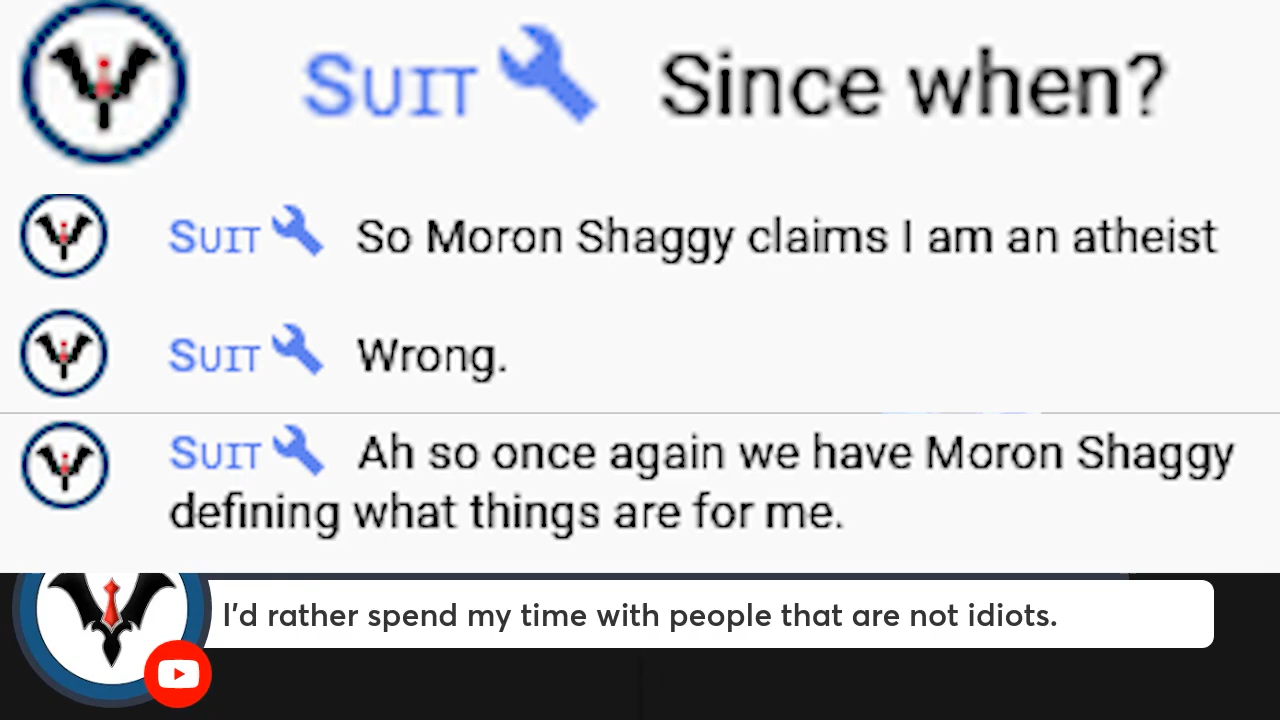 SUIT Since when?
SUIT So Moron Shaggy claims I am an atheist
SUIT Wrong.
SUIT Ah so once again we have Moron Shaggy
defining what things are for me.
I'd rather spend my time with people that are not idiots.